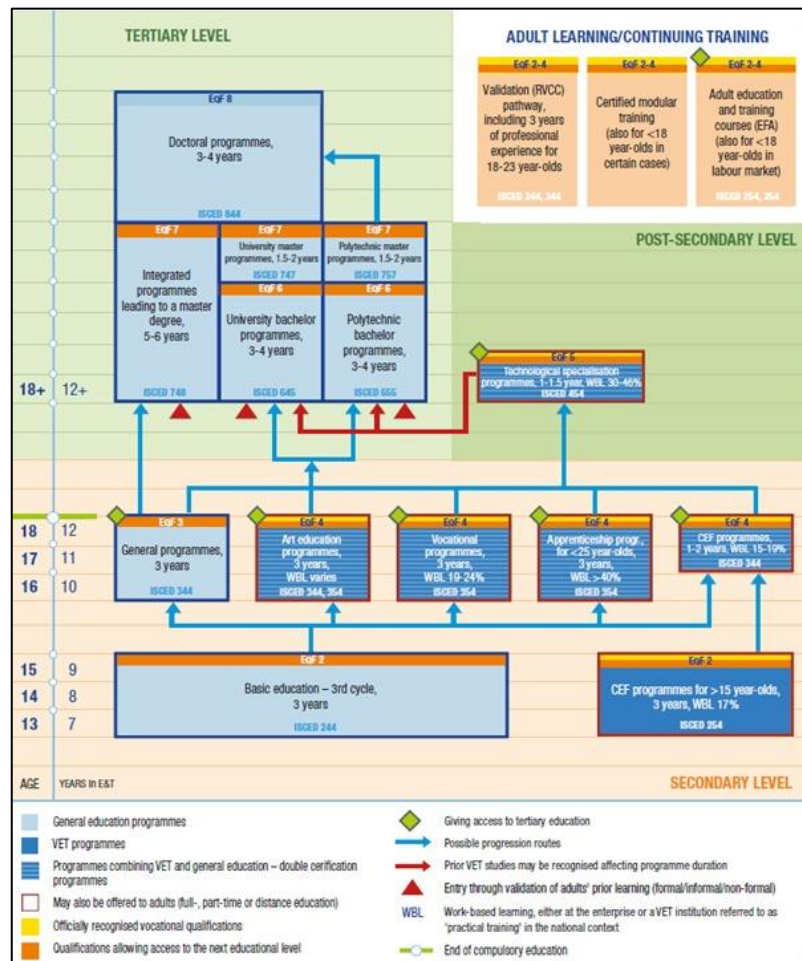 TERTIARY LEVEL
ADULT LEARNING/CONTINUING TRAINING
EQF 2-4
Validation (RVCC)
pathway,
including 3 years
of professional
experience for
18-23 year-olds
ISCED 244, 344
EQF 2-4
Certified modular
training
(also for <18
year-olds in
certain cases)
EQF 2-4
Adult education
and training
courses (EFA)
(also for <18
year-olds in
labour market)
ISCED 254, 354
EQF 8
Doctoral programmes,
3-4 years
ISCED 844
POST-SECONDARY LEVEL
EQF 7
Integrated
programmes
leading to a master
degree,
5-6 years
ISCED 748
EQF 7
University master
programmes, 1.5-2 years
ISCED 747
EQF 7
Polytechnic master
programmes, 1.5-2 years
ISCED 757
EQF 6
University bachelor
programmes,
3-4 years
ISCED 645
EQF 6
Polytechnic
bachelor
programmes,
3-4 years
ISCED 655
EQF 5
Technological specialisation
programmes, 1-1.5 year, WBL 30-46%
ISCED 454
18+ 12+
18 12
17 11
16 10
EQF 3
General programmes,
3 years
ISCED 344
EQF 4
Art education
programmes,
3 years,
WBL varies
ISCED 344, 354
EQF 4
Vocational
programmes,
3 years,
WBL 19-24%
ISCED 354
EQF 4
Apprenticeship progr.,
for <25 year-olds,
3 years,
WBL >40%
ISCED 354
EQF 4
CEF programmes,
1-2 years, WBL 15-19%
ISCED 344
15 9
14 8
13 7
EQF 2
Basic education – 3rd cycle,
3 years
ISCED 244
EQF 2
CEF programmes for >15 year-olds,
3 years, WBL 17%
ISCED 254
AGE YEARS in E&T
SECONDARY LEVEL
General education programmes
VET programmes
Programmes combining VET and general education – double cerification
programmes
May also be offered to adults (full-, part-time or distance education)
Officially recognised vocational qualifications
Qualifications allowing access to the next educational level
Giving access to tertiary education
Possible progression routes
Prior VET studies may be recognised affecting programme duration
Entry through validation of adults' prior learning (formal/informal/non-formal)
WBL Work-based learning, either at the enterprise or a VET institution referred to as
'practical training' in the national context
End of compulsory education